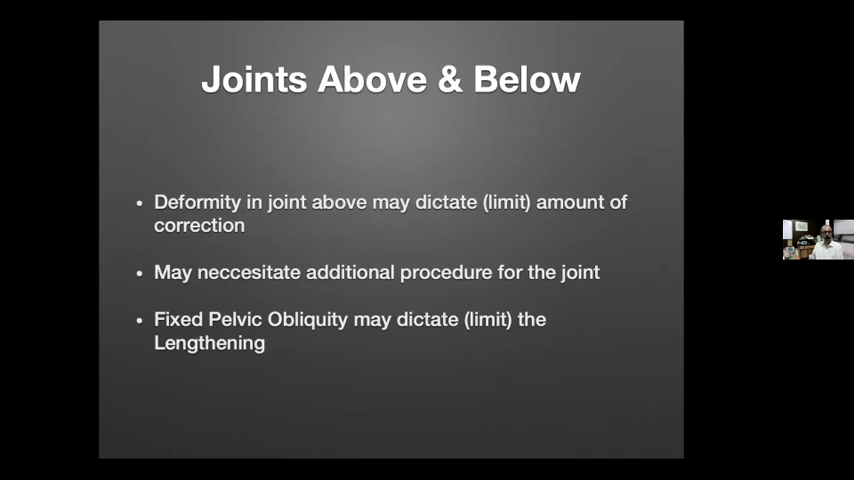 Joints Above & Below
• Deformity in joint above may dictate (limit) amount of
correction
• May neccesitate additional procedure for the joint
• Fixed Pelvic Obliquity may dictate (limit) the
Lengthening